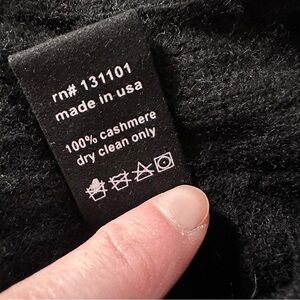 rn# 131101
made in usa
100% cashmere
dry clean only